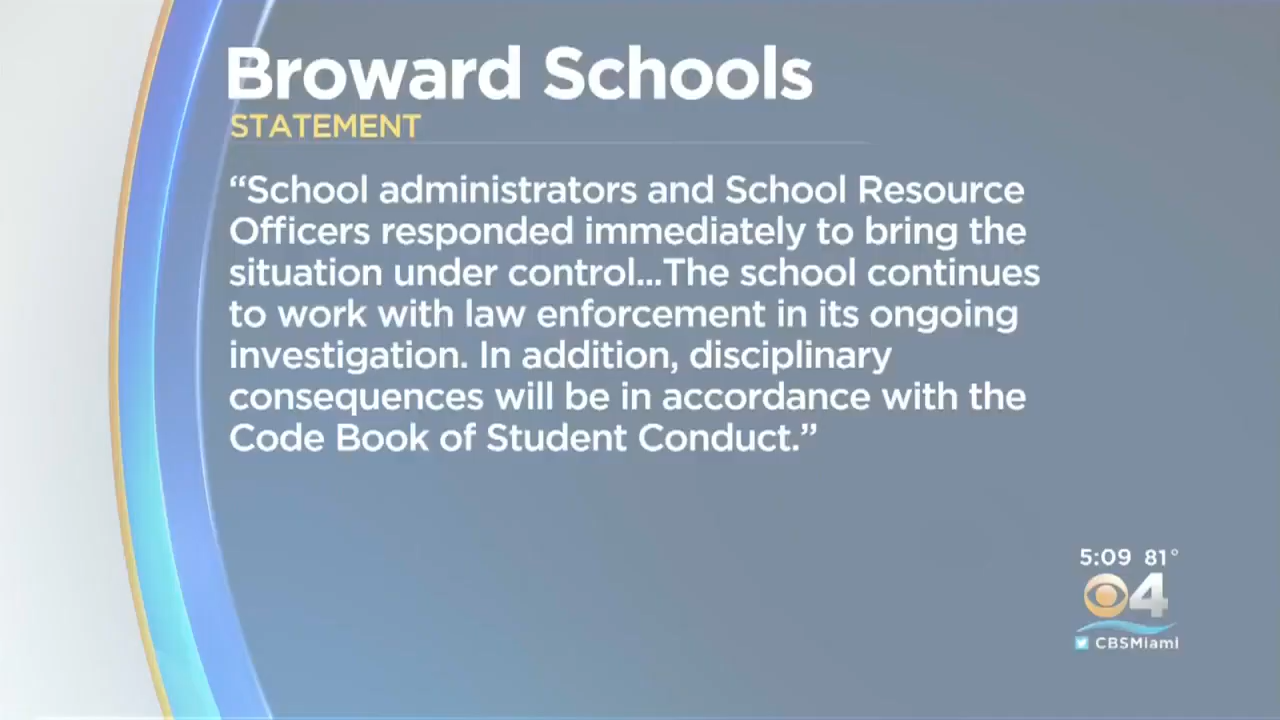 Broward Schools
STATEMENT
“School administrators and School Resource
Officers responded immediately to bring the
situation under control...The school continues
to work with law enforcement in its ongoing
investigation. In addition, disciplinary
consequences will be in accordance with the
Code Book of Student Conduct.”
5:09 81°
4
CBSMiami